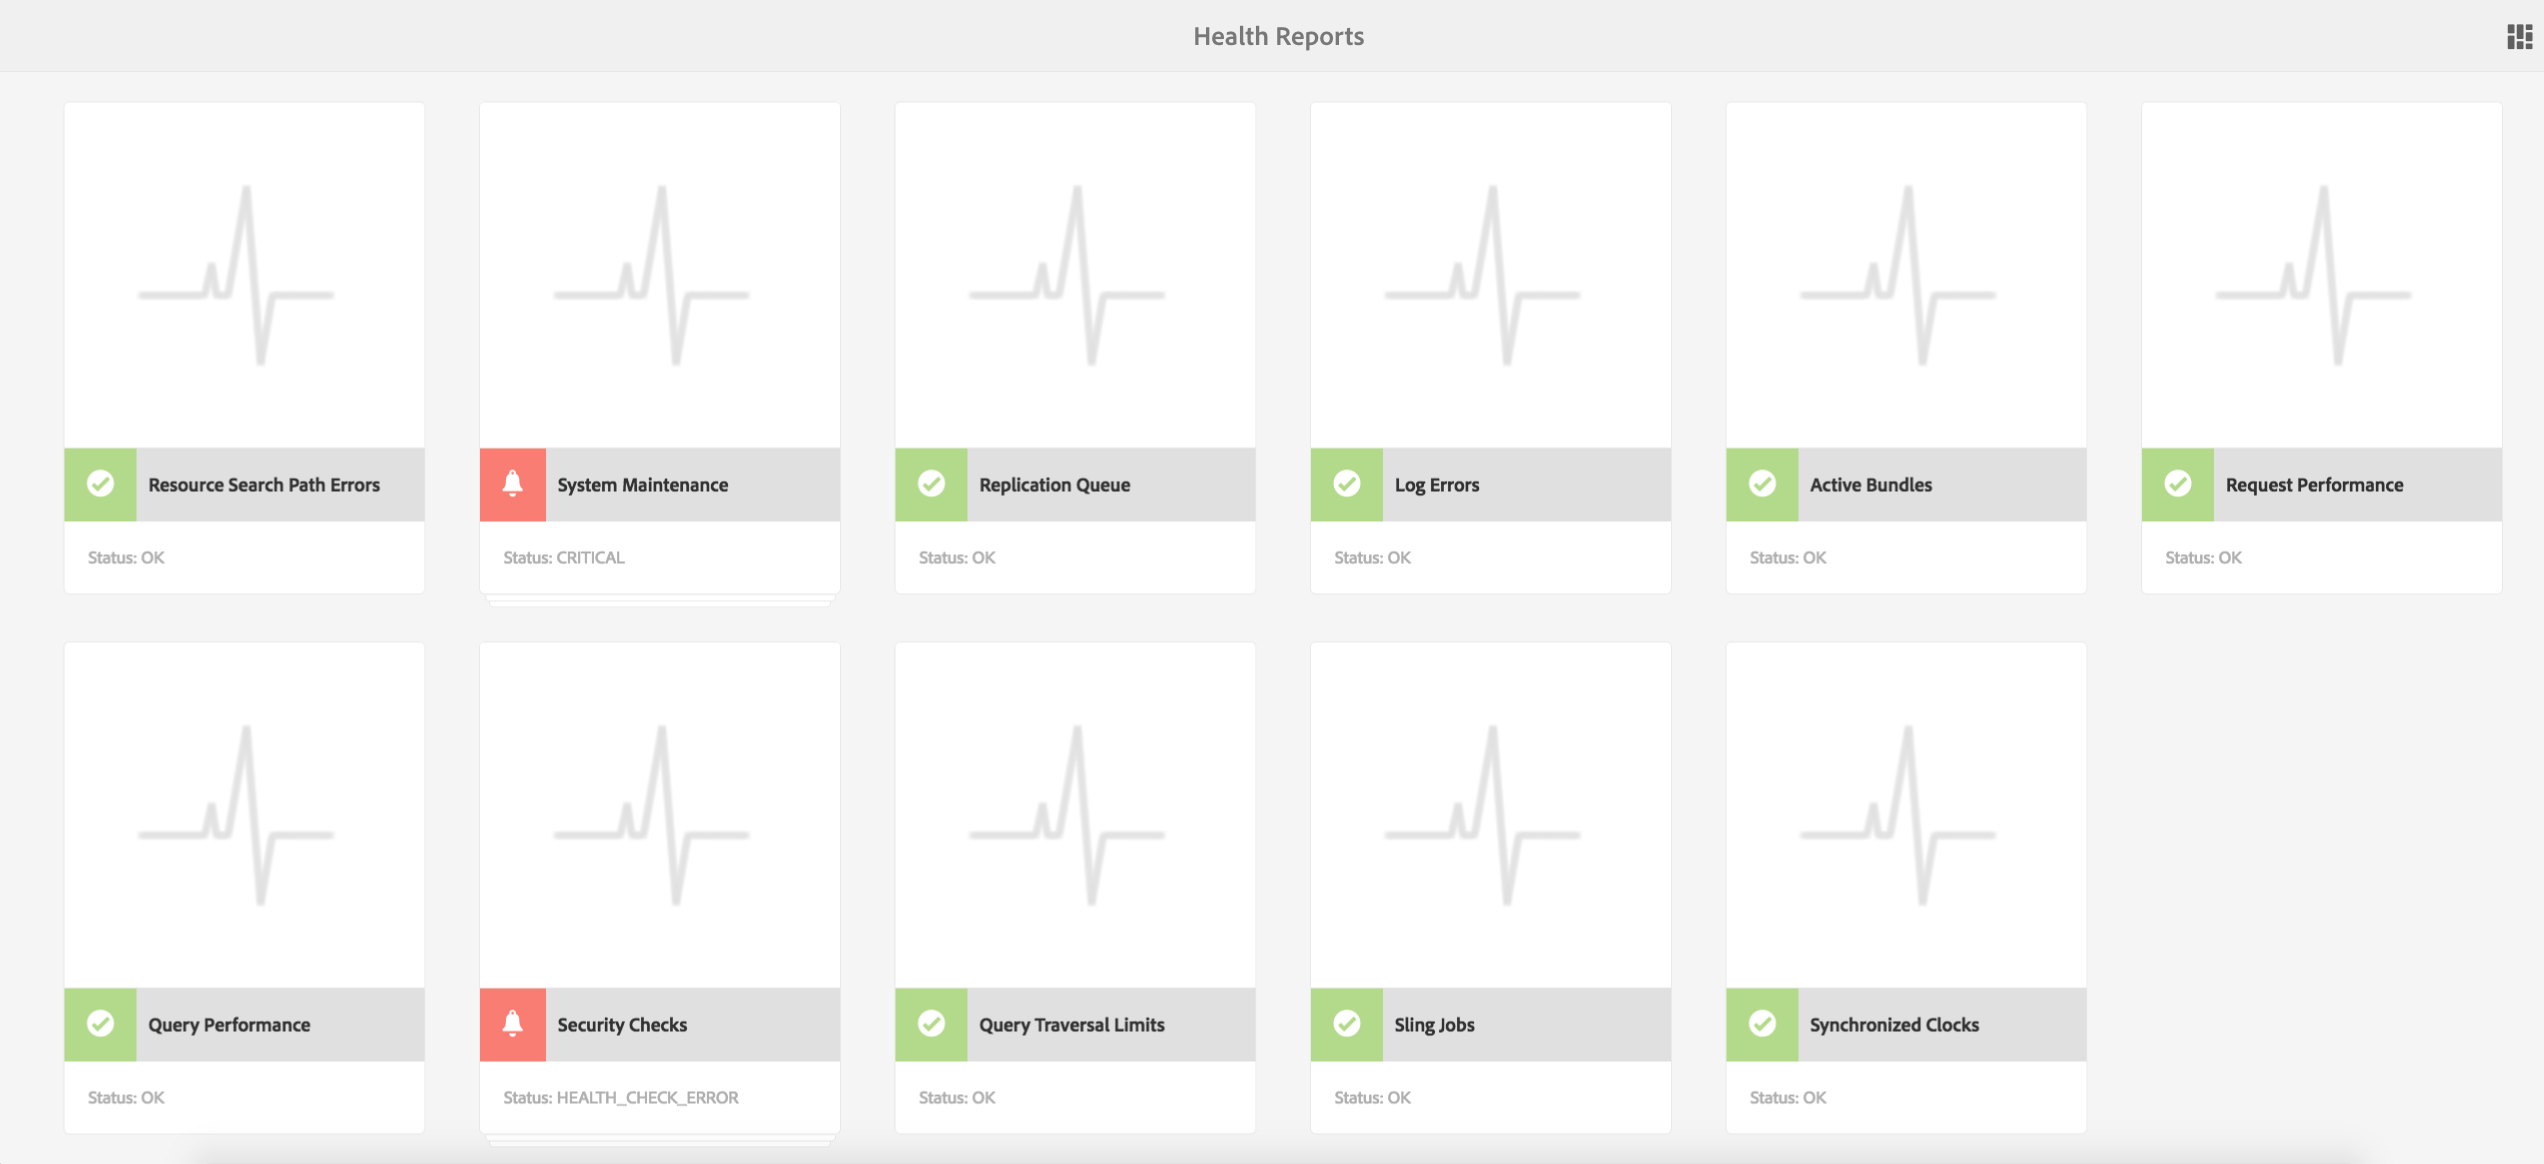 Health Reports
Resource Search Path Errors
Status: OK
System Maintenance
Status: CRITICAL
Replication Queue
Status: OK
Log Errors
Status: OK
Active Bundles
Status: OK
Request Performance
Status: OK
Query Performance
Status: OK
Security Checks
Status: HEALTH_CHECK_ERROR
Query Traversal Limits
Status: OK
Sling Jobs
Status: OK
Synchronized Clocks
Status: OK